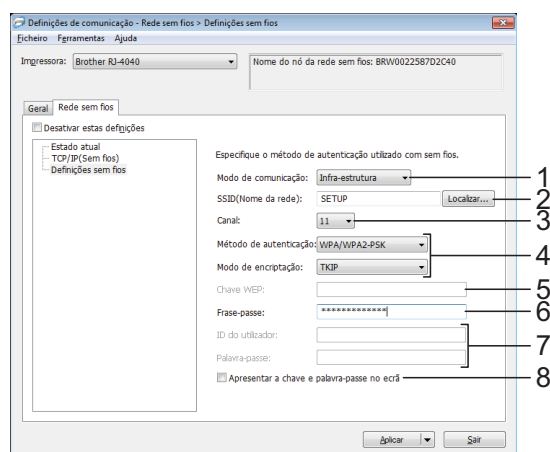 Definições de comunicação - Rede sem fios > Definições sem fios
Ficheiro Ferramentas Ajuda
Impressora: Brother RJ-4040
Nome do nó da rede sem fios: BRW0022587D2C40
Geral Rede sem fios
Desativar estas definições
Estado atual
TCP/IP(Sem fios)
Definições sem fios
Especifique o método de autenticação utilizado com sem fios.
Modo de comunicação: Infra-estrutura 1
SSID(Nome da rede): SETUP Localizar... 2
Canal: 11 3
Método de autenticação: WPA/WPA2-PSK
4
Modo de encriptação: TKIP
Chave WEP: 5
Frase-passe: ************* 6
ID do utilizador:
7
Palavra-passe:
Apresentar a chave e palavra-passe no ecrã 8
Aplicar Sair